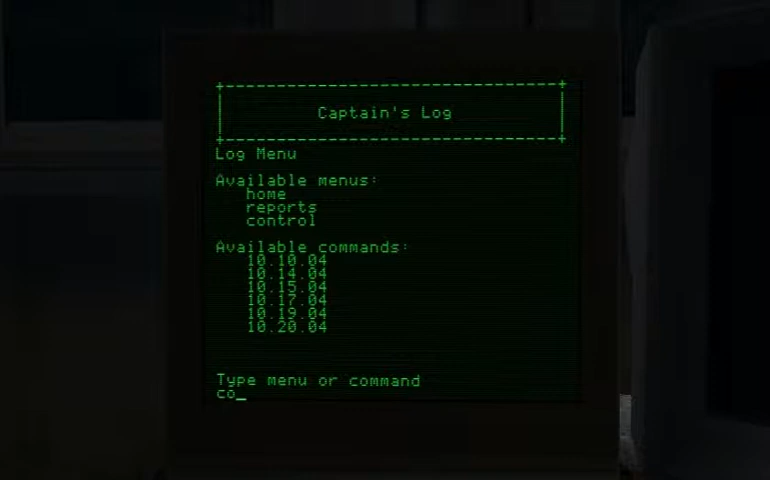 Captain's Log
Log Menu
Available menus:
home
reports
control
Available commands:
10.10.04
10.14.04
10.15.04
10.17.04
10.19.04
10.20.04
Type menu or command
co_